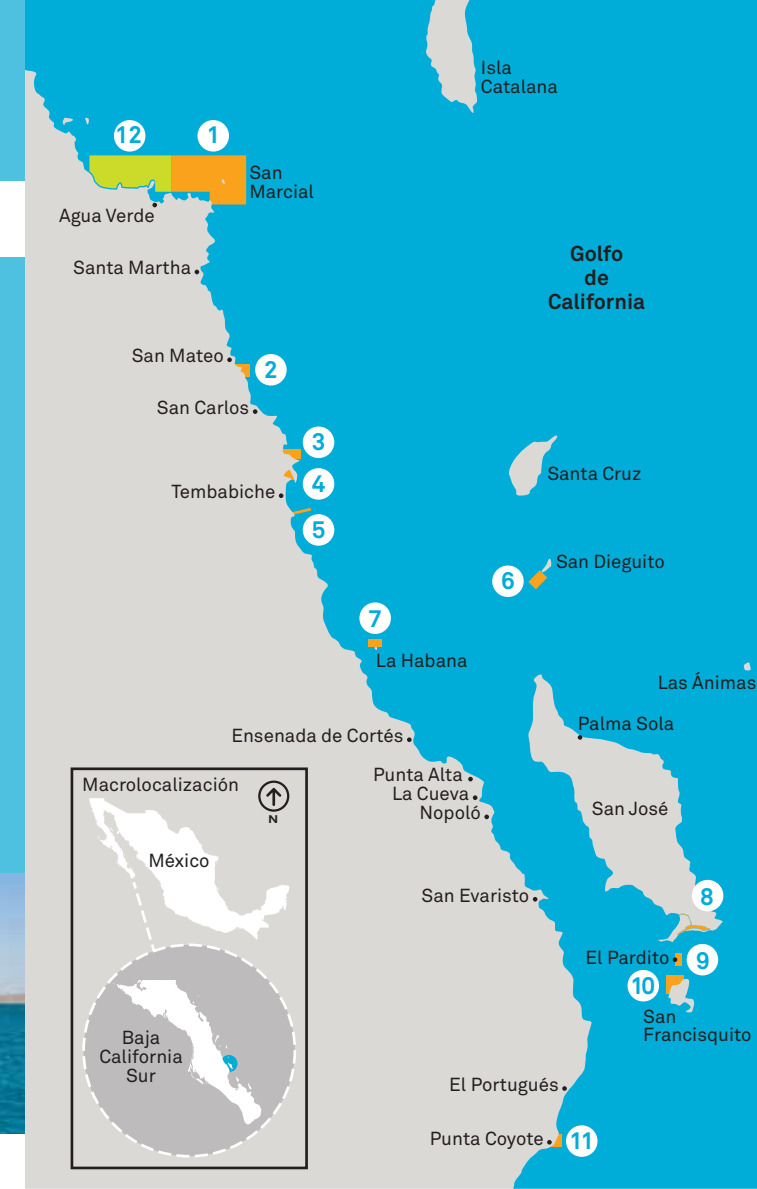 Isla
Catalana
12
1
San
Marcial
Agua Verde
Golfo
de
California
Santa Martha
San Mateo
2
San Carlos
3
4
Tembabiche
5
Santa Cruz
San Dieguito
6
7
La Habana
Las Ánimas
Palma Sola
Ensenada de Cortés
Punta Alta
La Cueva
Nopoló
San José
San Evaristo
8
El Pardito
9
10
San
Francisquito
El Portugués
Punta Coyote
11
Macrolocalización
N
México
Baja
California
Sur